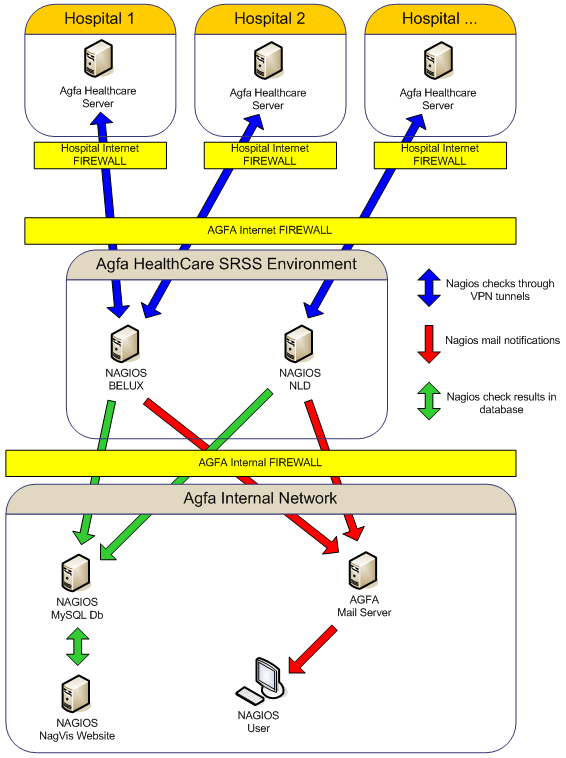 Hospital 1
Hospital 2
Hospital ...
Agfa Healthcare
Server
Agfa Healthcare
Server
Agfa Healthcare
Server
Hospital Internet
FIREWALL
Hospital Internet
FIREWALL
Hospital Internet
FIREWALL
AGFA Internet FIREWALL
Agfa HealthCare SRSS Environment
Nagios checks through
VPN tunnels
Nagios mail notifications
Nagios check results in
database
NAGIOS
BELUX
NAGIOS
NLD
AGFA Internal FIREWALL
Agfa Internal Network
NAGIOS
MySQL Db
AGFA
Mail Server
NAGIOS
NagVis Website
NAGIOS
User